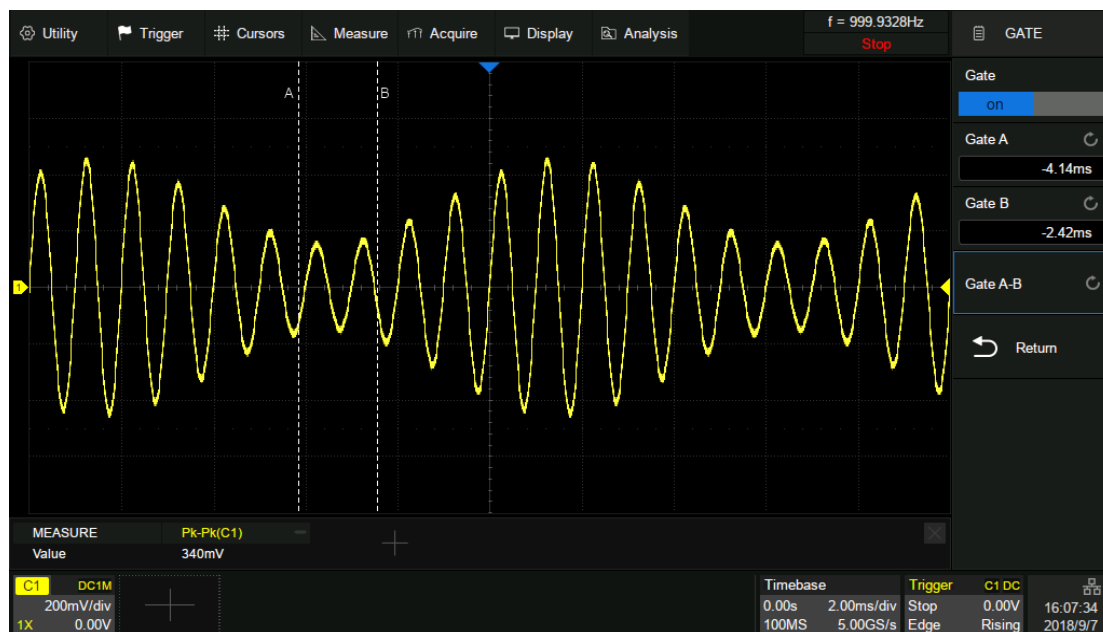 Utility Trigger Cursors Measure Acquire Display Analysis f = 999.9328Hz GATE
Stop
Gate
on
A B
Gate A
-4.14ms
Gate B
-2.42ms
Gate A-B
1
Return
MEASURE Pk-Pk(C1)
Value 340mV
C1 DC1M Timebase Trigger C1 DC
200mV/div 0.00s 2.00ms/div Stop 0.00V 16:07:34
1X 0.00V 100MS 5.00GS/s Edge Rising 2018/9/7